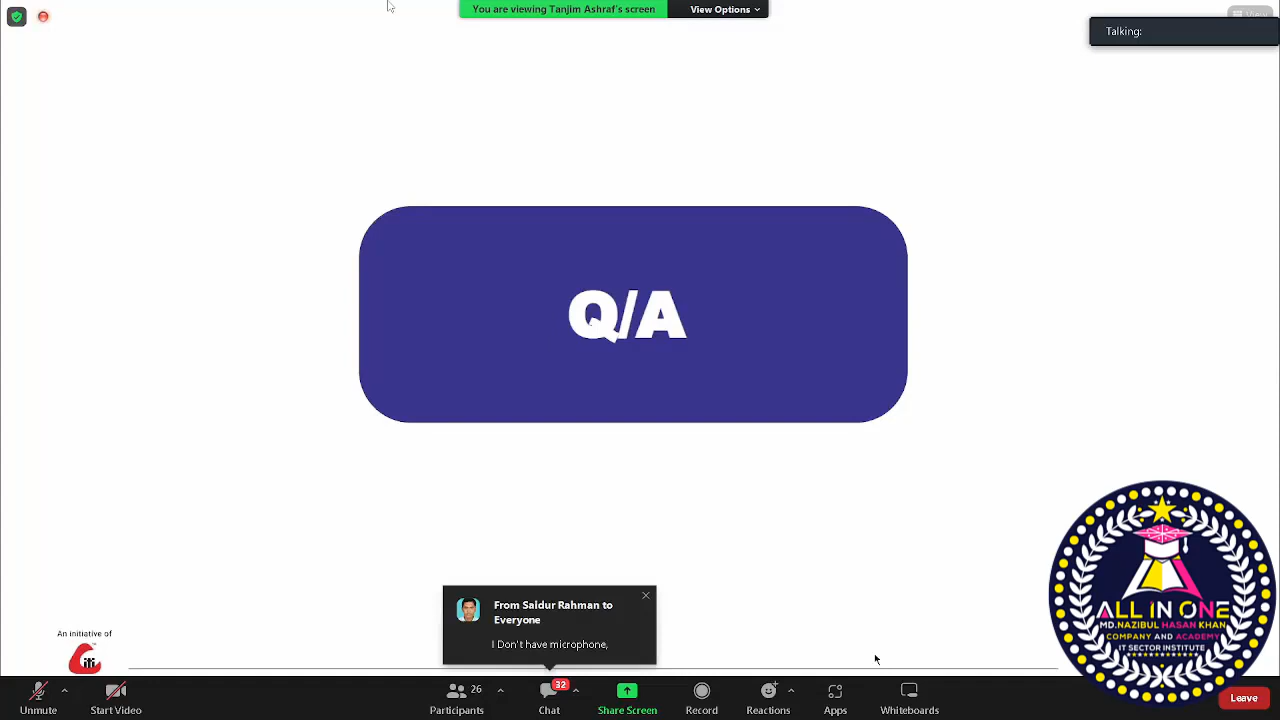 You are viewing Tanjim Ashraf's screen
View Options
View
Talking:
Q/A
From Saidur Rahman to
Everyone
I Don't have microphone,
An initiative of
ALL IN ONE
MD.NAZIBUL HASAN KHAN
COMPANY AND ACADEMY
IT SECTOR INSTITUTE
Unmute
Start Video
26
Participants
32
Chat
Share Screen
Record
Reactions
Apps
Whiteboards
Leave